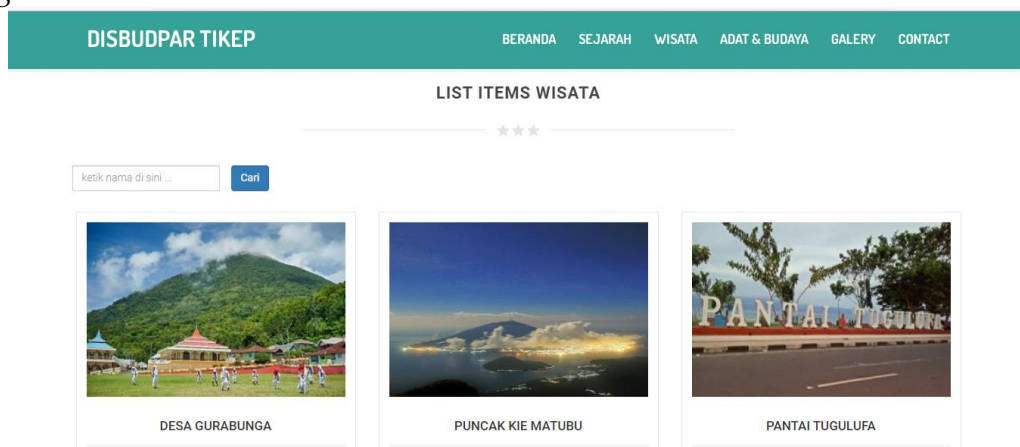 DISBUDPAR TIKEP
BERANDA SEJARAH WISATA ADAT & BUDAYA GALERY CONTACT
LIST ITEMS WISATA
ketik nama di sini ...
Cari
PANTAI TUGULUFA
DESA GURABUNGA
PUNCAK KIE MATUBU
PANTAI TUGULUFA